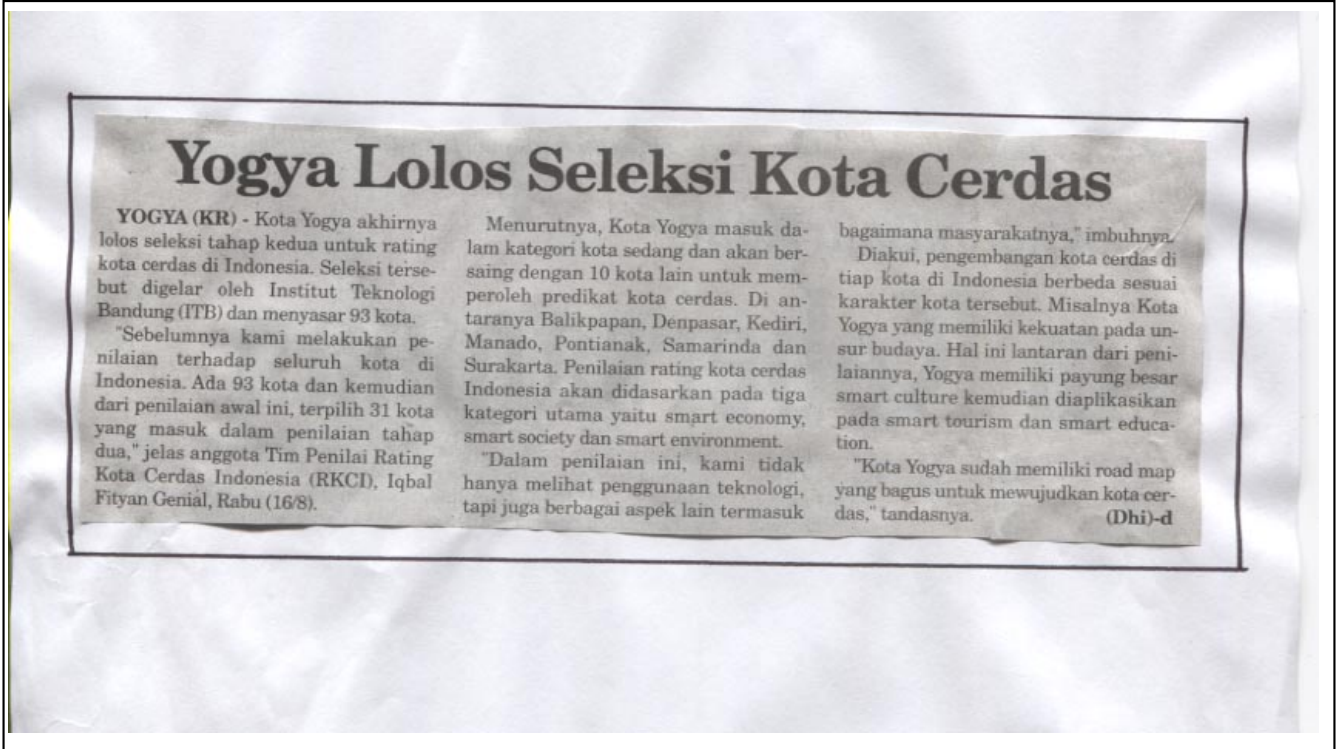 Yogya Lolos Seleksi Kota Cerdas
YOGYA (KR) - Kota Yogya akhirnya
lolos seleksi tahap kedua untuk rating
kota cerdas di Indonesia. Seleksi terse-
but digelar oleh Institut Teknologi
Bandung (ITB) dan menyasar 93 kota.
"Sebelumnya kami melakukan pe-
nilaian terhadap seluruh kota di
Indonesia. Ada 93 kota dan kemudian
dari penilaian awal ini, terpilih 31 kota
yang masuk dalam penilaian tahap
dua," jelas anggota Tim Penilai Rating
Kota Cerdas Indonesia (RKCI), Iqbal
Fityan Genial, Rabu (16/8).
Menurutnya, Kota Yogya masuk da-
lam kategori kota sedang dan akan ber-
saing dengan 10 kota lain untuk mem-
peroleh predikat kota cerdas. Di an-
taranya Balikpapan, Denpasar, Kediri,
Manado, Pontianak, Samarinda dan
Surakarta. Penilaian rating kota cerdas
Indonesia akan didasarkan pada tiga
kategori utama yaitu smart economy,
smart society dan smart environment.
"Dalam penilaian ini, kami tidak
hanya melihat penggunaan teknologi,
tapi juga berbagai aspek lain termasuk
bagaimana masyarakatnya," imbuhnya.
Diakui, pengembangan kota cerdas di
tiap kota di Indonesia berbeda sesuai
karakter kota tersebut. Misalnya Kota
Yogya yang memiliki kekuatan pada un-
sur budaya. Hal ini lantaran dari peni-
laiannya, Yogya memiliki payung besar
smart culture kemudian diaplikasikan
pada smart tourism dan smart educa-
tion.
"Kota Yogya sudah memiliki road map
yang bagus untuk mewujudkan kota cer-
das," tandasnya. (Dhi)-d